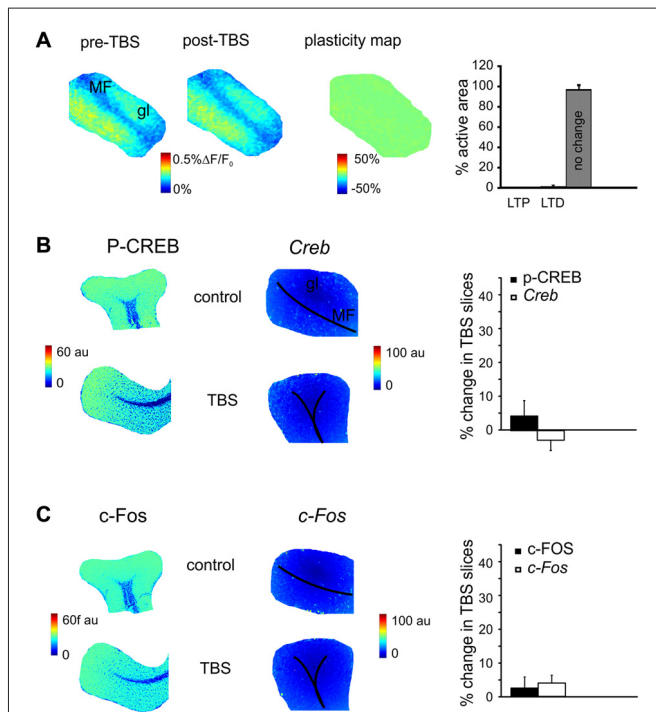 A
pre-TBS
post-TBS
plasticity map
MF
gl
0.5%ΔF/F₀
0%
50%
-50%
% active area
120
100
80
60
40
20
0
no change
LTP
LTD
B
P-CREB
Creb
control
gl
MF
60 au
0
100 au
0
TBS
% change in TBS slices
40
30
20
10
0
p-CREB
Creb
C
c-Fos
c-Fos
control
60f au
0
100 au
0
TBS
% change in TBS slices
40
30
20
10
0
c-FOS
c-Fos